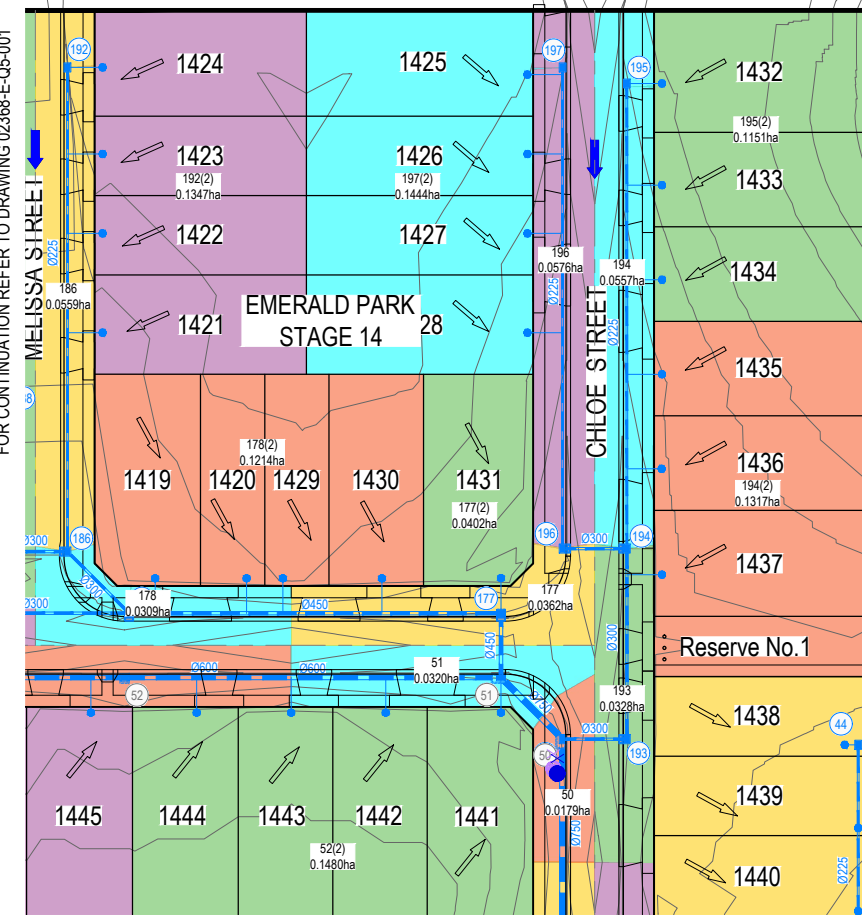 FOR CONTINUATION REFER TO DRAWING 02368-E-Q5-001
MELISSA STREET
CHLOE STREET
EMERALD PARK
STAGE 14
192
197
195
1424
1425
1432
195(2)
0.1151ha
1423
1426
192(2)
0.1347ha
197(2)
0.1444ha
1433
1422
1427
1434
Ø225
186
0.0559ha
196
0.0576ha
194
0.0557ha
Ø225
Ø225
1421
28
1435
178(2)
0.1214ha
1419
1420
1429
1430
1431
177(2)
0.0402ha
1436
194(2)
0.1317ha
1437
Ø300
186
196
Ø300
194
Ø300
178
0.0309ha
Ø300
Ø450
177
177
0.0362ha
Ø450
Ø300
Reserve No.1
Ø600
Ø600
51
0.0320ha
52
51
Ø750
193
0.0328ha
Ø300
193
50
50
0.0179ha
Ø750
1438
44
1439
1440
Ø225
1445
1444
1443
1442
1441
52(2)
0.1480ha